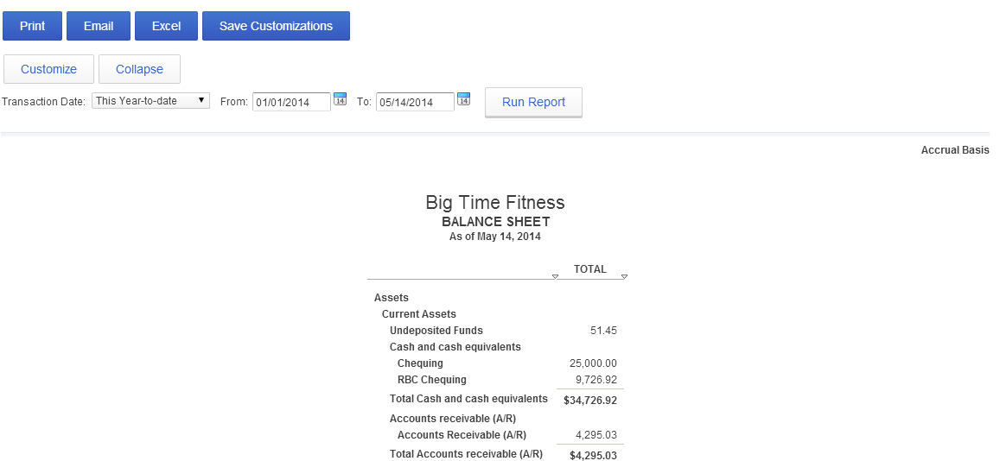 Print Email Excel Save Customizations
Customize Collapse
Transaction Date: This Year-to-date From: 01/01/2014 14 To: 05/14/2014 14 Run Report
Accrual Basis
Big Time Fitness
BALANCE SHEET
As of May 14, 2014
TOTAL
Assets
Current Assets
Undeposited Funds 51.45
Cash and cash equivalents
Chequing 25,000.00
RBC Chequing 9,726.92
Total Cash and cash equivalents $34,726.92
Accounts receivable (A/R)
Accounts Receivable (A/R) 4,295.03
Total Accounts receivable (A/R) $4,295.03